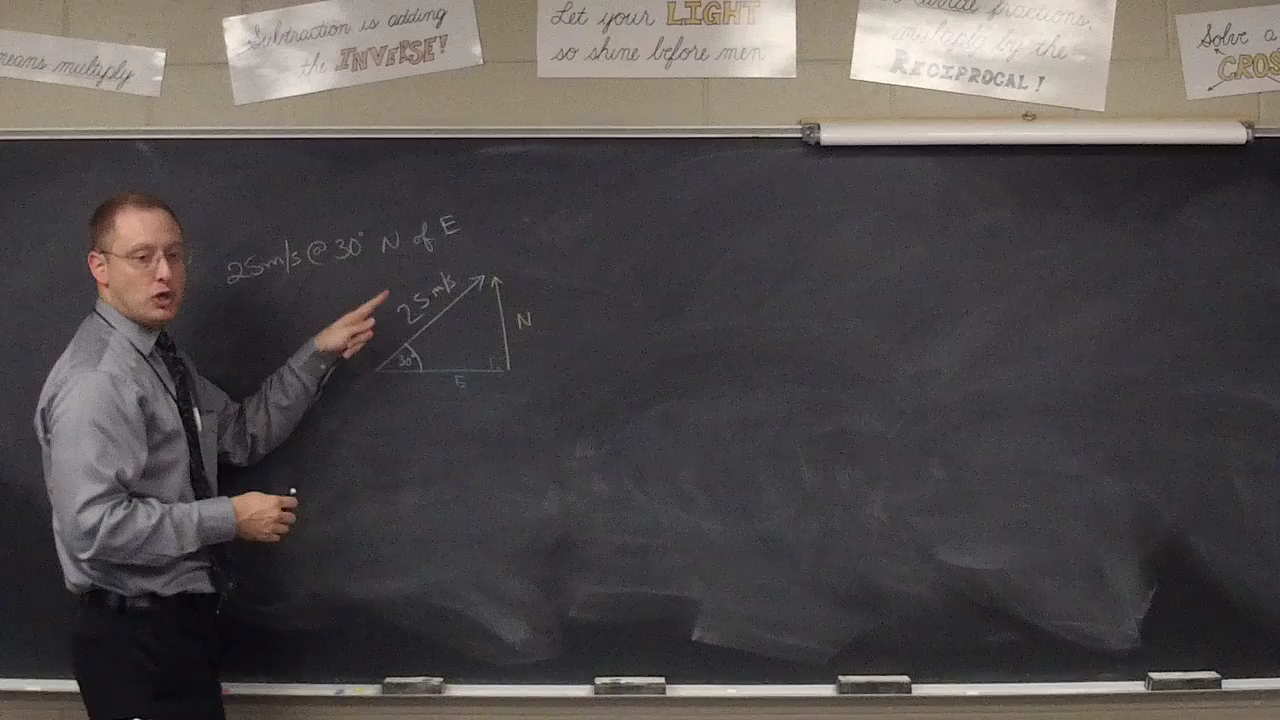 means multiply
Subtraction is adding
the INVERSE!
Let your LIGHT
so shine before men
fractions,
multiply by the
RECIPROCAL!
Solve a
CROS
25m/s @ 30° N of E
25 m/s
N
30°
E